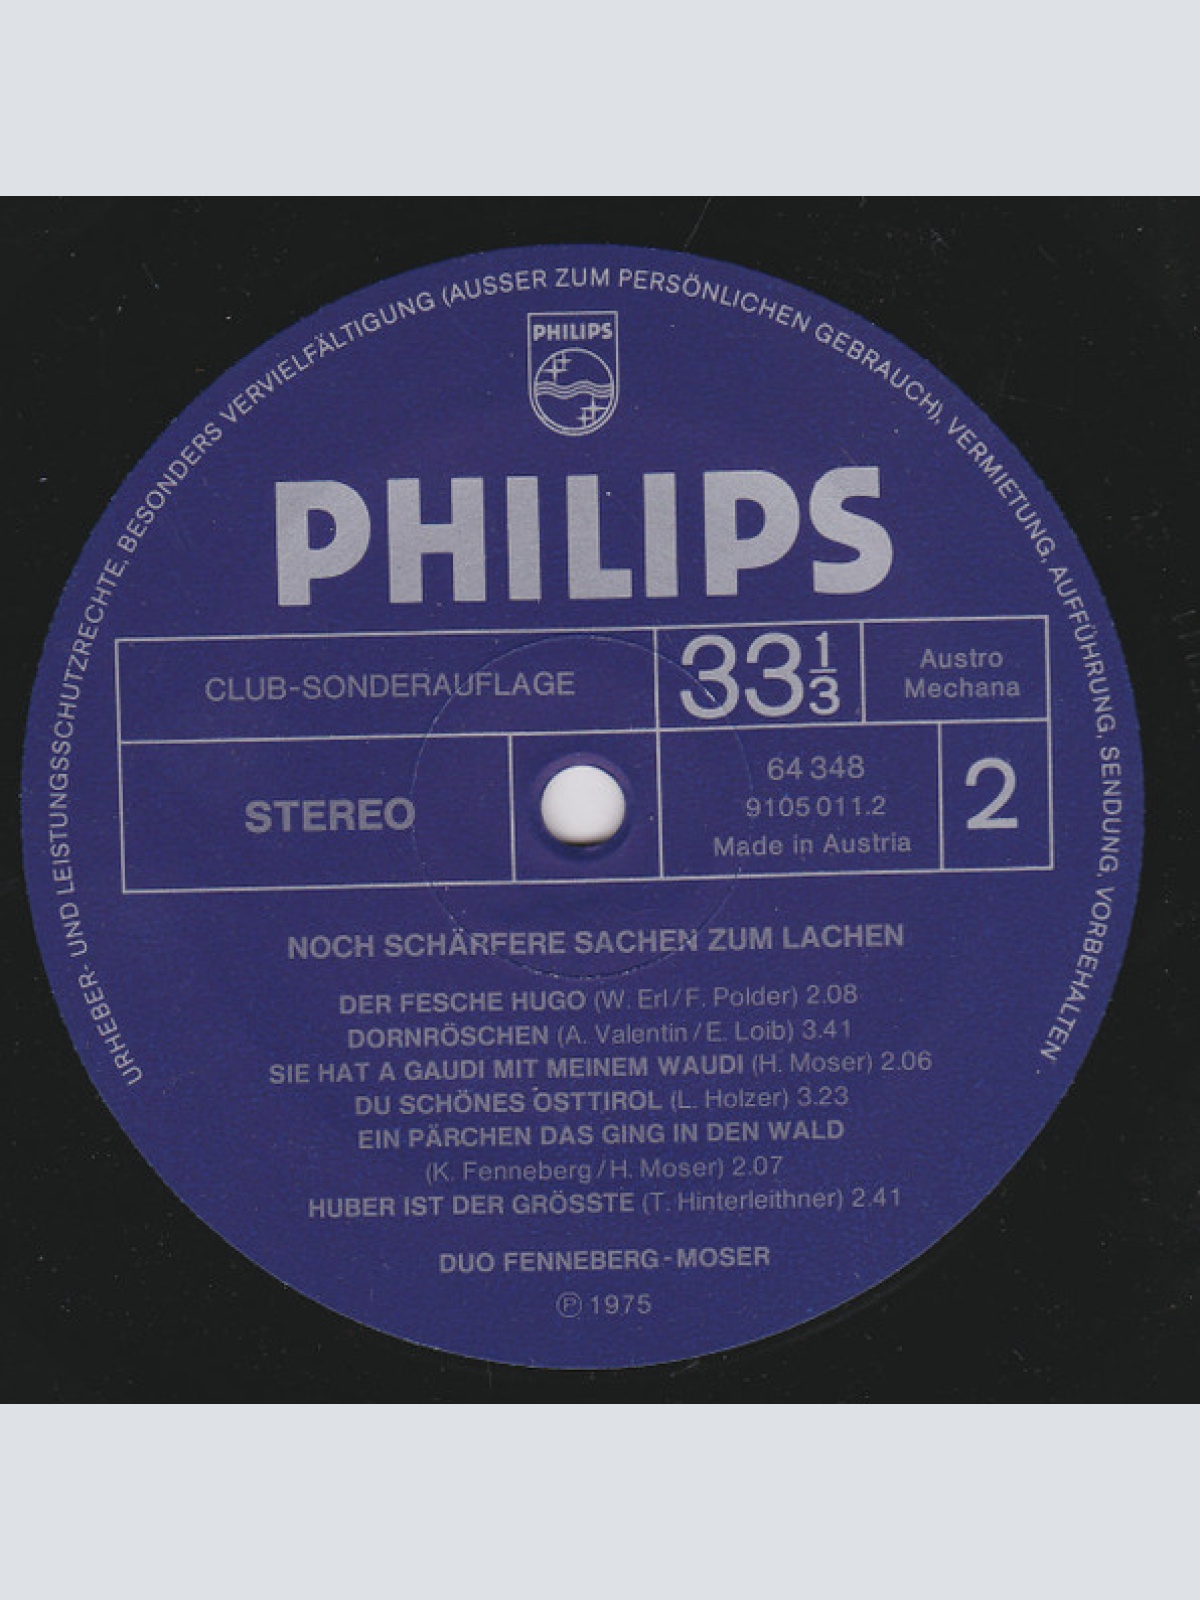 URHEBER- UND LEISTUNGSSCHUTZRECHTE, BESONDERS VERVIELFÄLTIGUNG (AUSSER ZUM PERSÖNLICHEN GEBRAUCH), VERMIETUNG, AUFFÜHRUNG, SENDUNG, VORBEHALTEN
PHILIPS
PHILIPS
CLUB-SONDERAUFLAGE
33 1/3
Austro
Mechana
STEREO
64 348
9105 011.2
Made in Austria
2
NOCH SCHÄRFERE SACHEN ZUM LACHEN
DER FESCHE HUGO (W. Erl/F. Polder) 2.08
DORNRÖSCHEN (A. Valentin/E. Loib) 3.41
SIE HAT A GAUDI MIT MEINEM WAUDI (H. Moser) 2.06
DU SCHÖNES OSTTIROL (L. Holzer) 3.23
EIN PÄRCHEN DAS GING IN DEN WALD
(K. Fenneberg/H. Moser) 2.07
HUBER IST DER GRÖSSTE (T. Hinterleithner) 2.41
DUO FENNEBERG-MOSER
Ⓟ 1975